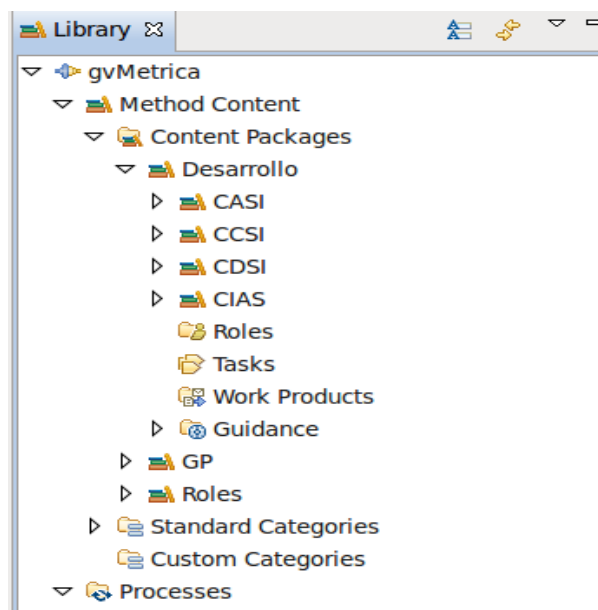 Library
gvMetrica
Method Content
Content Packages
Desarrollo
CASI
CCSI
CDSI
CIAS
Roles
Tasks
Work Products
Guidance
GP
Roles
Standard Categories
Custom Categories
Processes